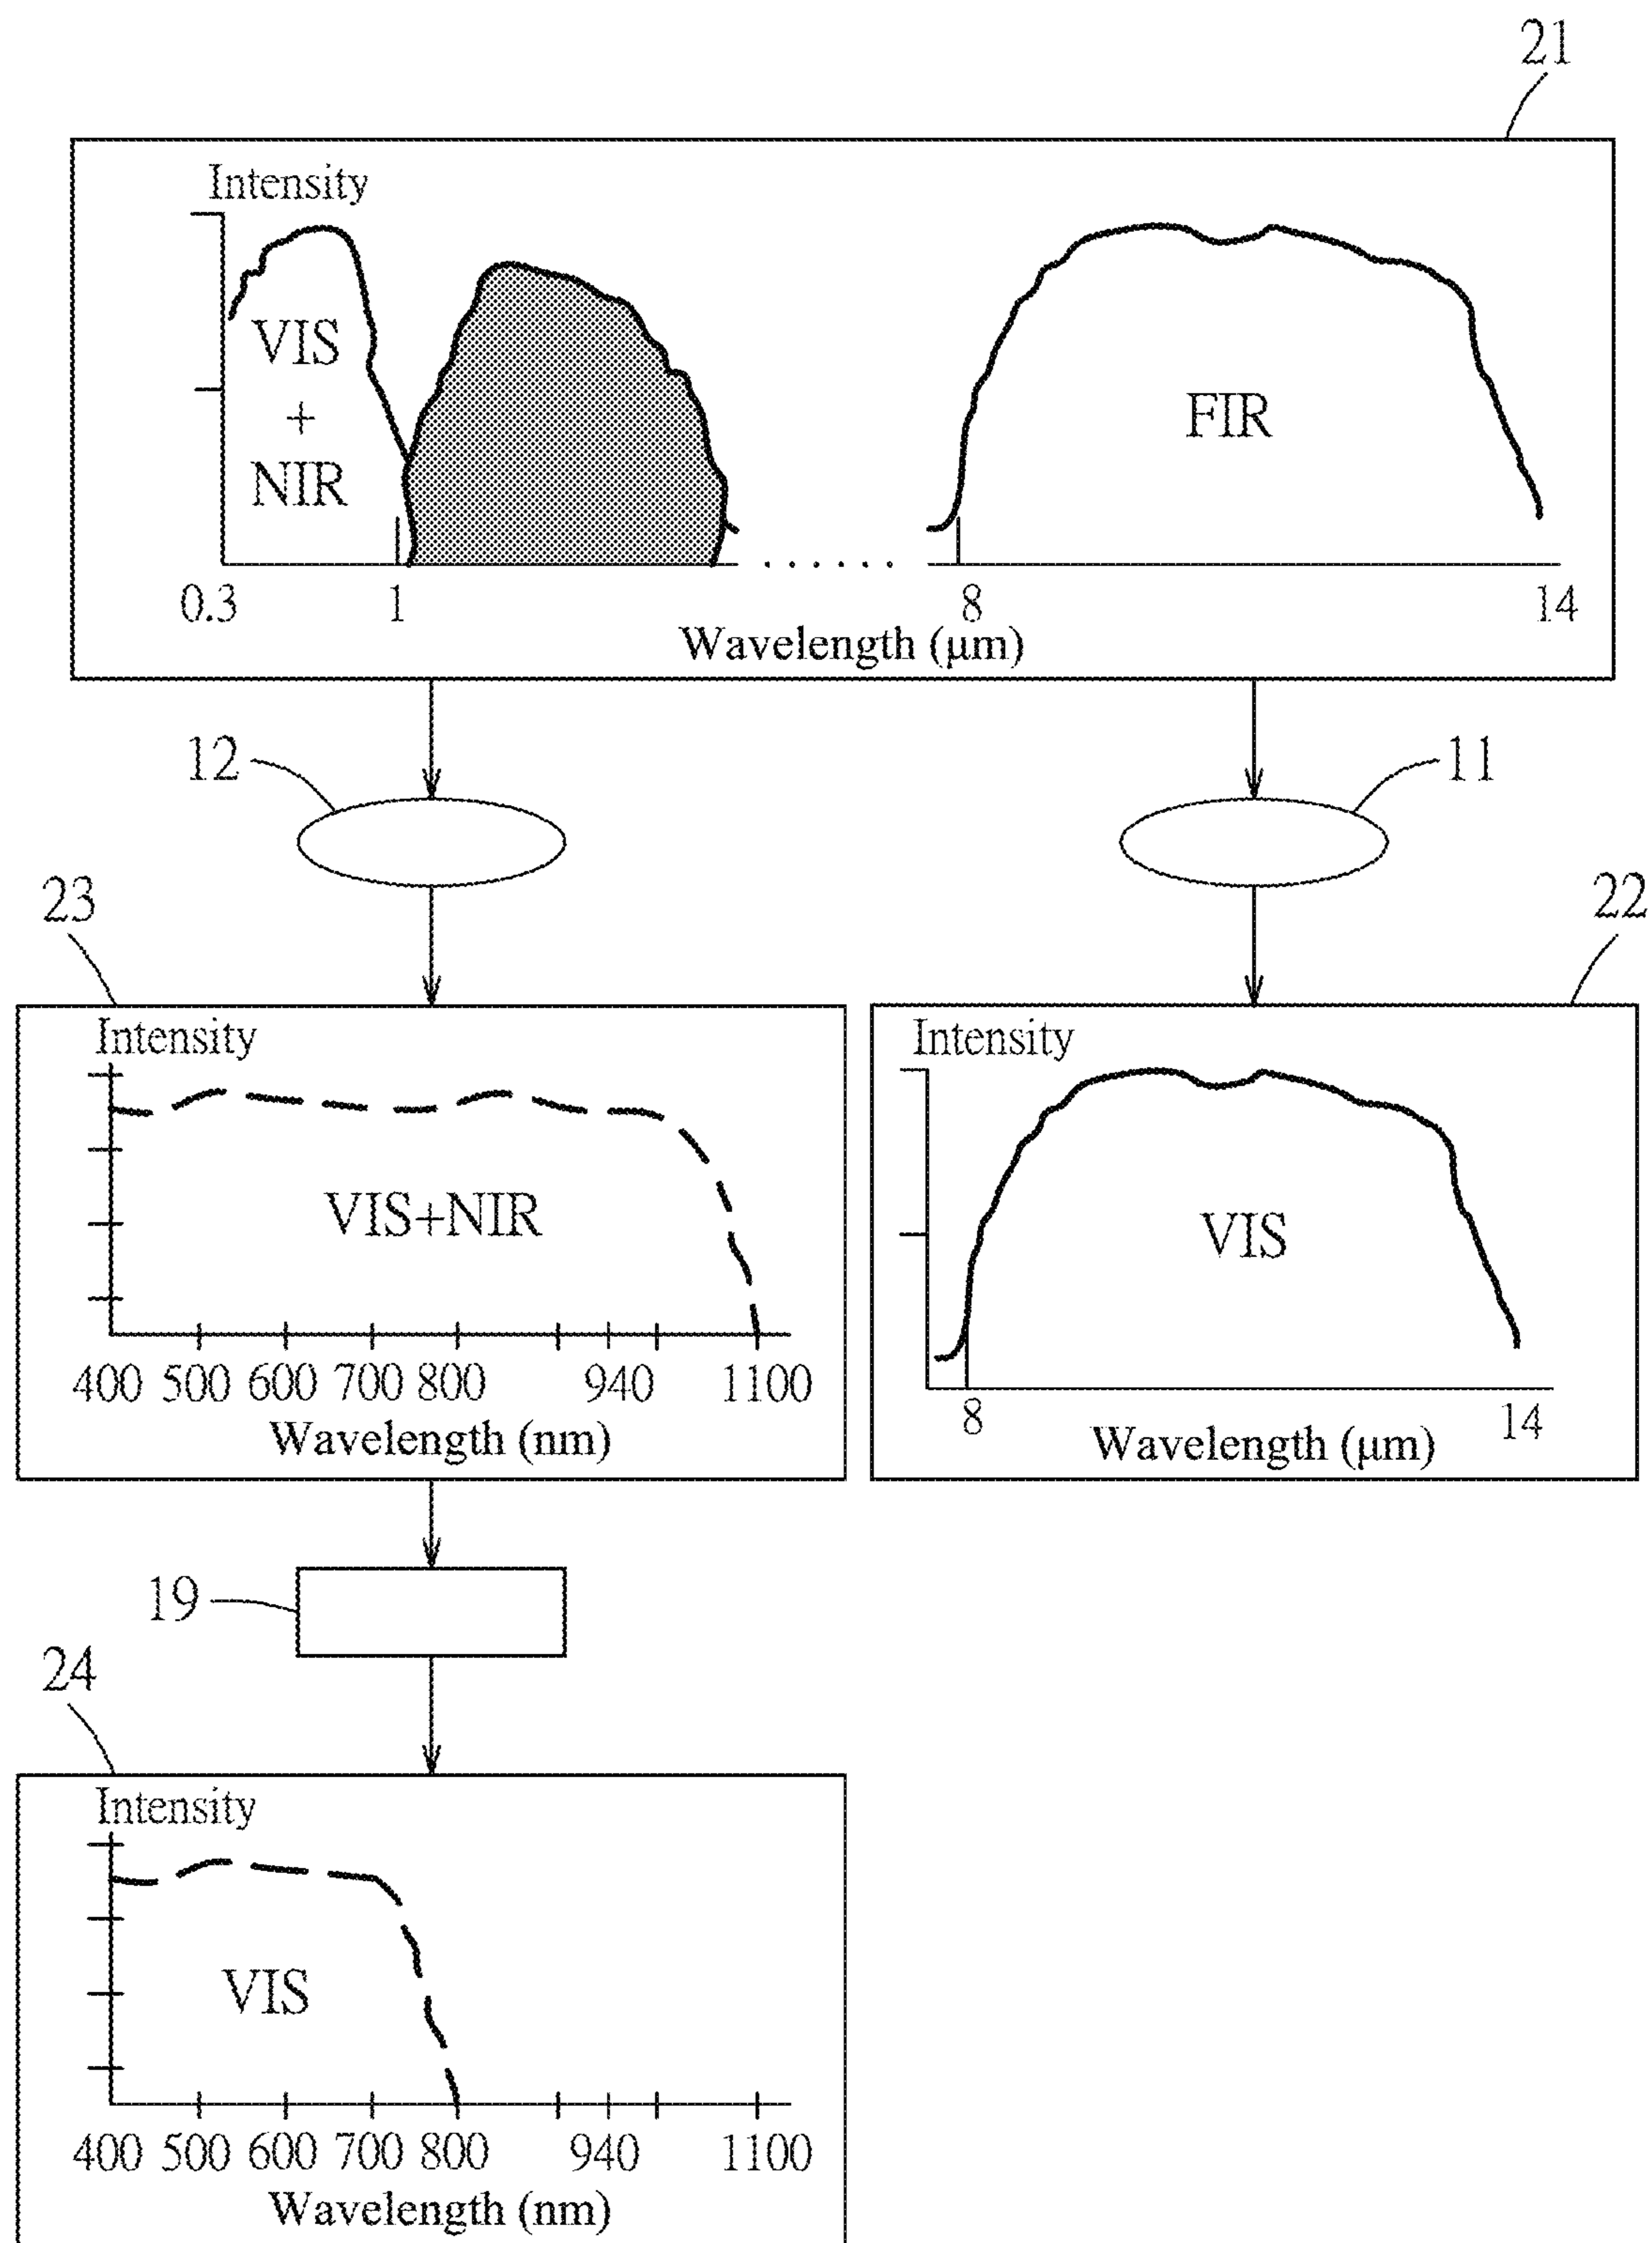 21
Intensity
VIS
+
NIR
FIR
0.3 1 8 14
Wavelength (μm)
12
11
23
22
Intensity
VIS+NIR
400 500 600 700 800 940 1100
Wavelength (nm)
Intensity
VIS
8 14
Wavelength (μm)
19
24
Intensity
VIS
400 500 600 700 800 940 1100
Wavelength (nm)